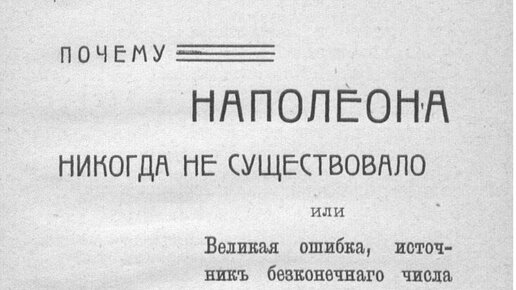 ПОЧЕМУ
НАПОЛЕОНА
НИКОГДА НЕ СУЩЕСТВОВАЛО
или
Великая ошибка, источ-
никъ безконечнаго числа